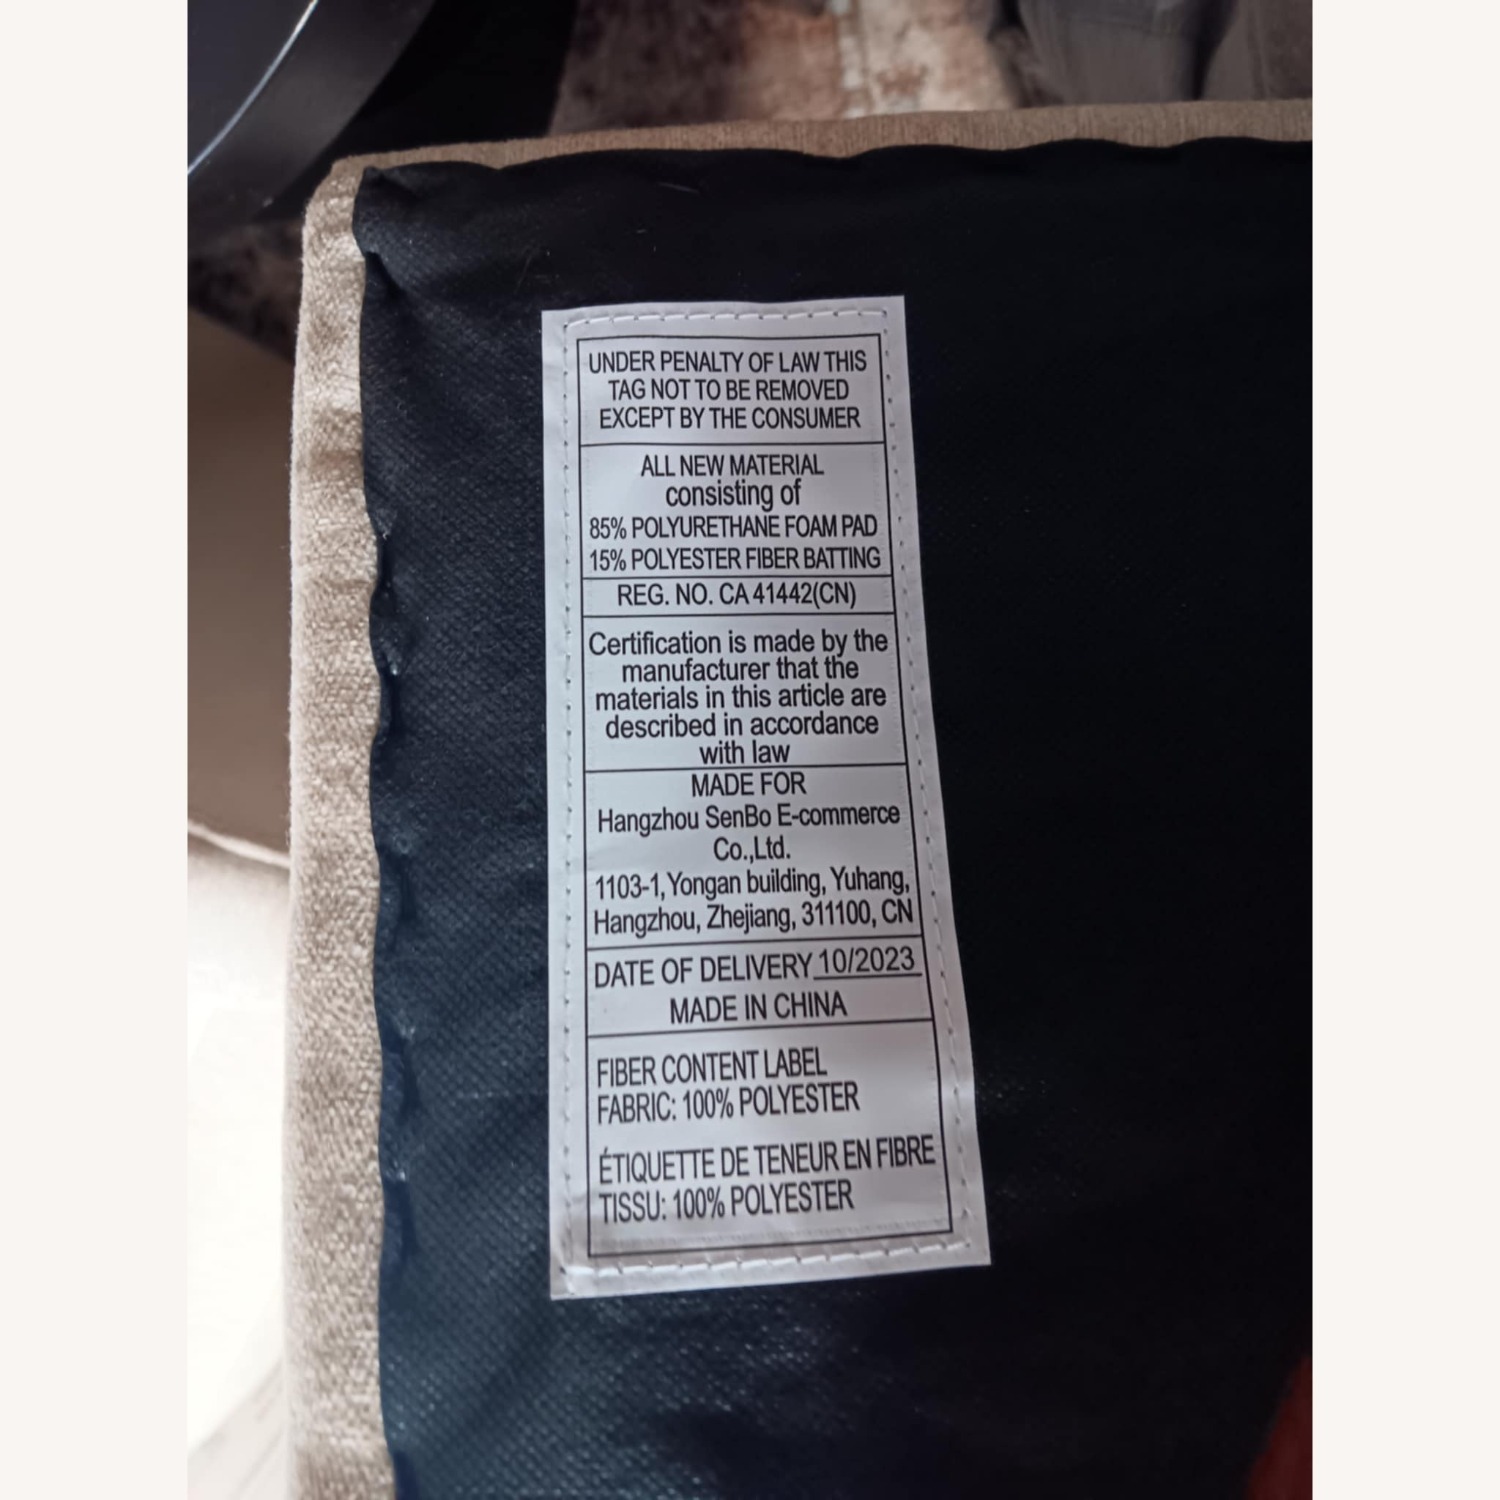 UNDER PENALTY OF LAW THIS
TAG NOT TO BE REMOVED
EXCEPT BY THE CONSUMER
ALL NEW MATERIAL
consisting of
85% POLYURETHANE FOAM PAD
15% POLYESTER FIBER BATTING
REG. NO. CA 41442(CN)
Certification is made by the
manufacturer that the
materials in this article are
described in accordance
with law
MADE FOR
Hangzhou SenBo E-commerce
Co.,Ltd.
1103-1, Yongan building, Yuhang,
Hangzhou, Zhejiang, 311100, CN
DATE OF DELIVERY 10/2023
MADE IN CHINA
FIBER CONTENT LABEL
FABRIC: 100% POLYESTER
ÉTIQUETTE DE TENEUR EN FIBRE
TISSU: 100% POLYESTER